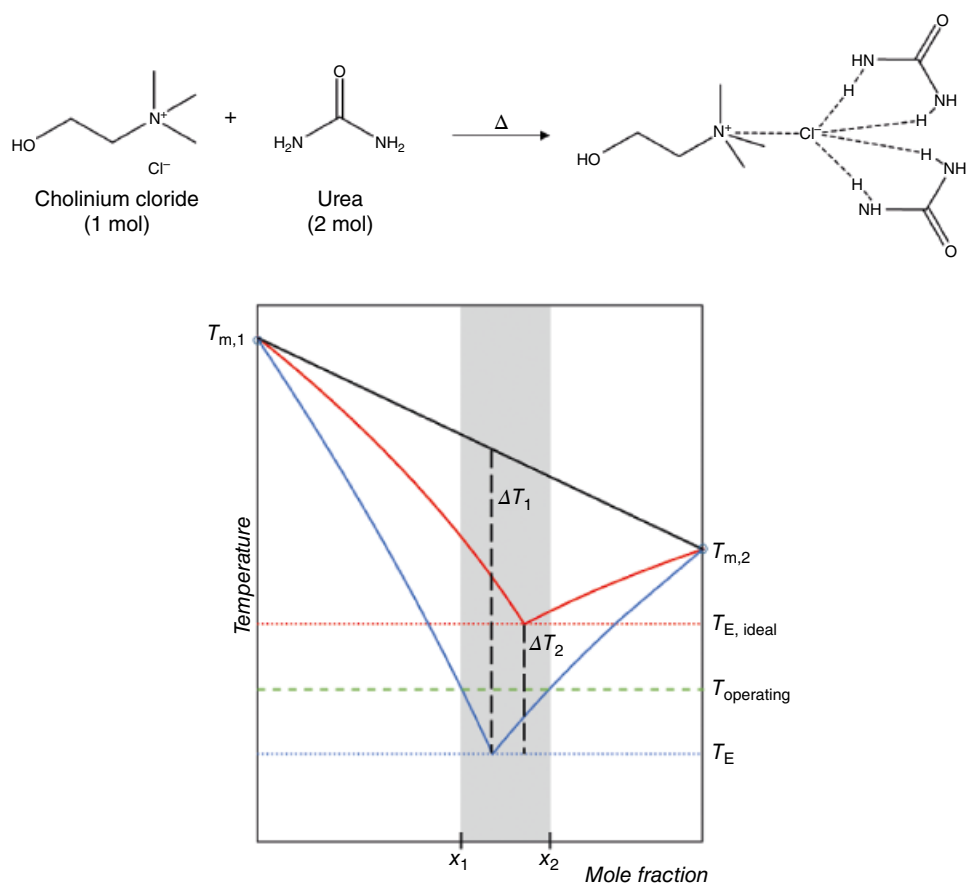 O
HN
H
NH
H
N⁺
HO
Cl⁻
+
O
H₂N
NH₂
Δ
HO
N⁺
Cl⁻
H
NH
H
NH
O
Cholinium cloride
(1 mol)
Urea
(2 mol)
Tm,1
ΔT₁
Tm,2
Temperature
TE, ideal
ΔT₂
Toperating
TE
x₁
x₂
Mole fraction